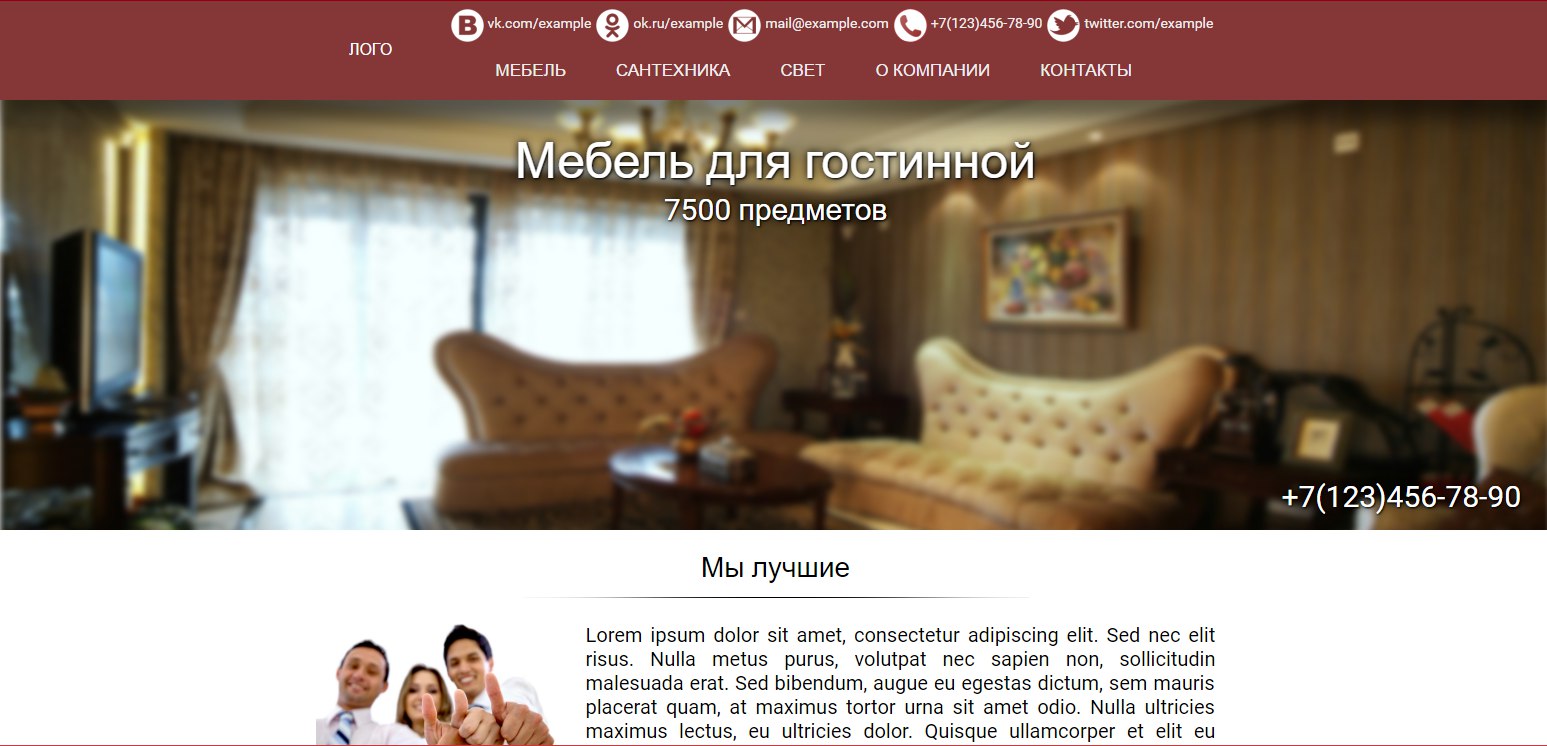 vk.com/example ok.ru/example mail@example.com +7(123)456-78-90 twitter.com/example
ЛОГО
МЕБЕЛЬ САНТЕХНИКА СВЕТ О КОМПАНИИ КОНТАКТЫ
Мебель для гостинной
7500 предметов
+7(123)456-78-90
Мы лучшие
Lorem ipsum dolor sit amet, consectetur adipiscing elit. Sed nec elit
risus. Nulla metus purus, volutpat nec sapien non, sollicitudin
malesuada erat. Sed bibendum, augue eu egestas dictum, sem mauris
placerat quam, at maximus tortor urna sit amet odio. Nulla ultricies
maximus lectus, eu ultricies dolor. Quisque ullamcorper et elit eu